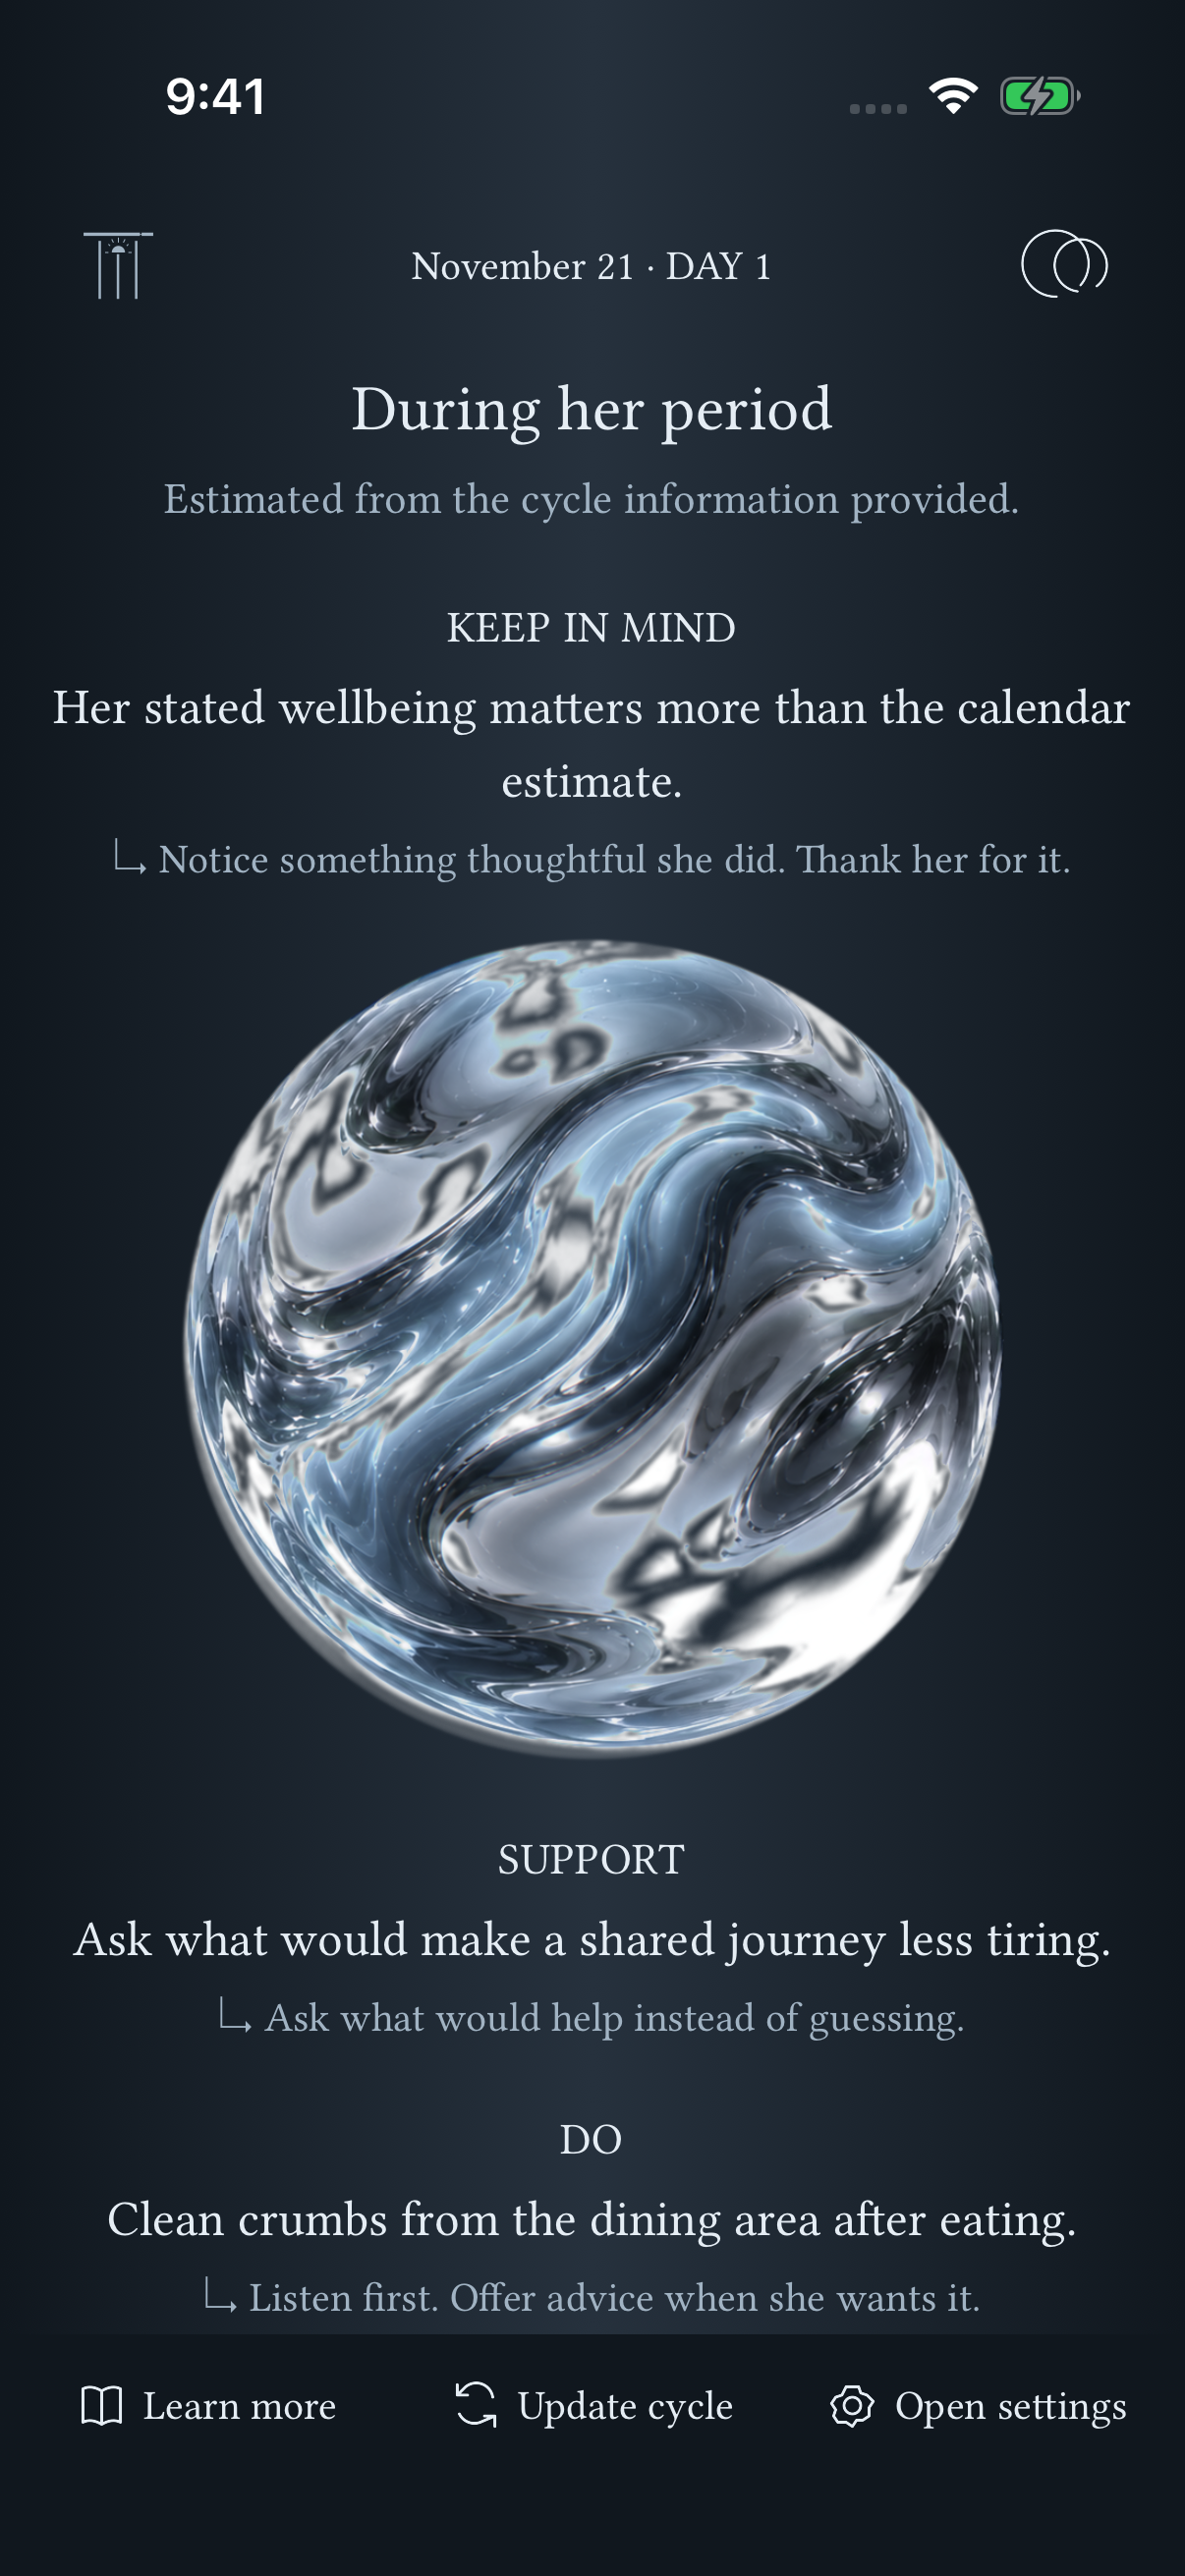 9:41
November 21 · DAY 1
During her period
Estimated from the cycle information provided.
KEEP IN MIND
Her stated wellbeing matters more than the calendar
estimate.
Notice something thoughtful she did. Thank her for it.
SUPPORT
Ask what would make a shared journey less tiring.
Ask what would help instead of guessing.
DO
Clean crumbs from the dining area after eating.
Listen first. Offer advice when she wants it.
Learn more
Update cycle
Open settings